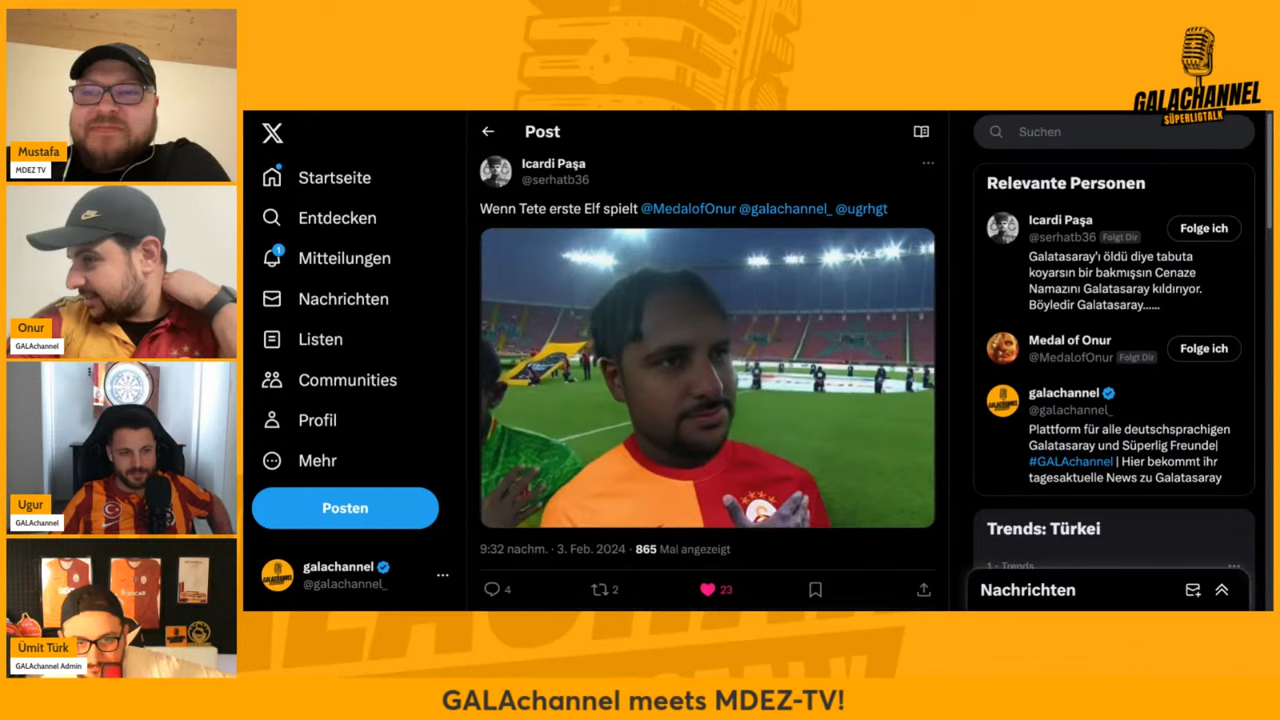 Mustafa
MDEZ TV
Onur
GALAchannel
Ugur
GALAchannel
Ümit Türk
GALAchannel Admin
Startseite
Entdecken
1
Mitteilungen
Nachrichten
Listen
Communities
Profil
Mehr
Posten
galachannel
@galachannel_
Post
Icardi Paşa
@serhatb36
Wenn Tete erste Elf spielt @MedalofOnur @galachannel_ @ugrhgt
9:32 nachm. · 3. Feb. 2024 · 865 Mal angezeigt
4
2
23
GALACHANNEL
SÜPERLIGTALK
Suchen
Relevante Personen
Icardi Paşa
@serhatb36 Folgt Dir
Folge ich
Galatasaray'ı öldü diye tabuta
koyarsın bir bakmışsın Cenaze
Namazını Galatasaray kıldırıyor.
Böyledir Galatasaray......
Medal of Onur
@MedalofOnur Folgt Dir
Folge ich
galachannel
@galachannel_
Plattform für alle deutschsprachigen
Galatasaray und Süperlig Freunde|
#GALAchannel | Hier bekommt ihr
tagesaktuelle News zu Galatasaray
Trends: Türkei
1 · Trends
Nachrichten
GALAchannel meets MDEZ-TV!